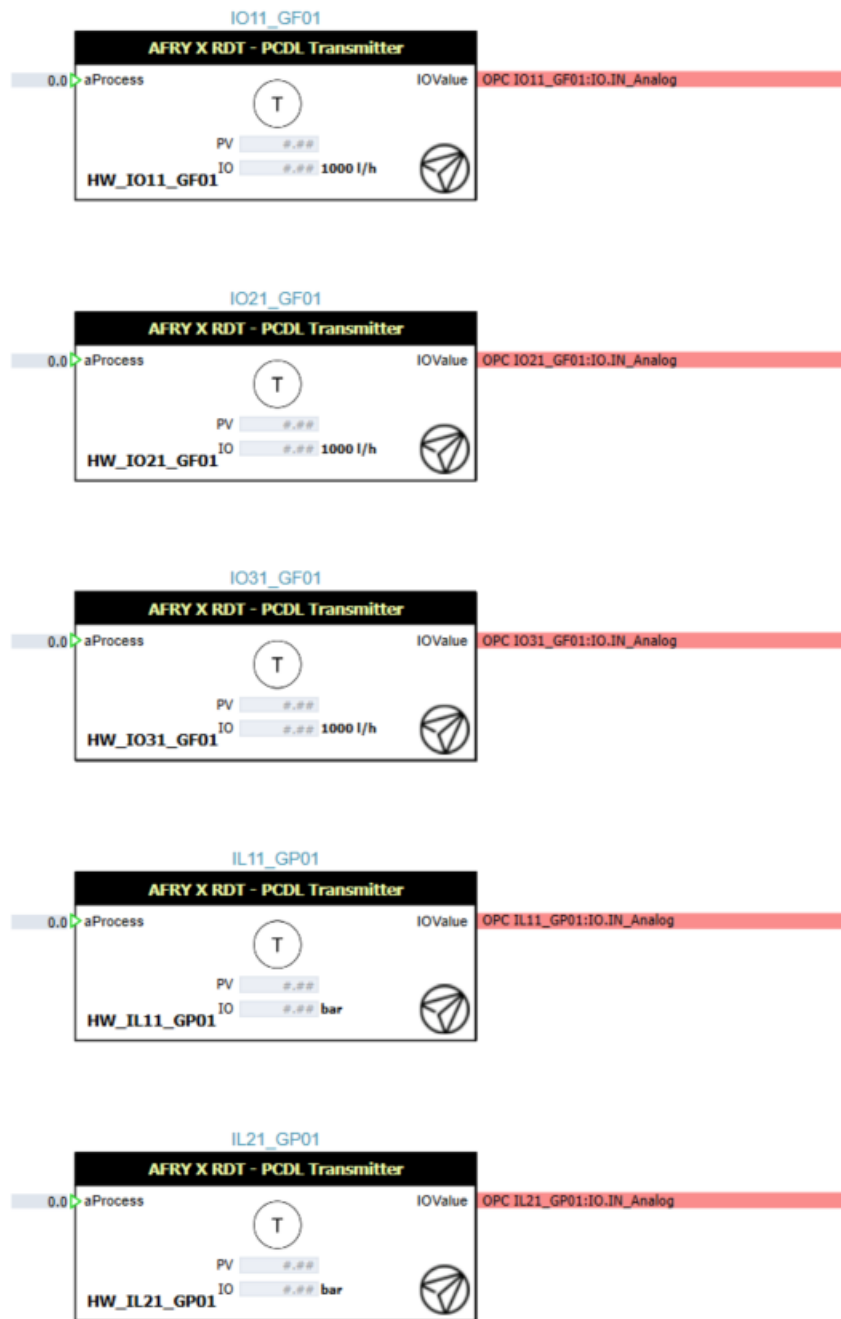 IO11_GF01
AFRY X RDT - PCDL Transmitter
0.0 aProcess IOValue OPC IO11_GF01:IO.IN_Analog
T
PV #.##
IO #.## 1000 l/h
HW_IO11_GF01
IO21_GF01
AFRY X RDT - PCDL Transmitter
0.0 aProcess IOValue OPC IO21_GF01:IO.IN_Analog
T
PV #.##
IO #.## 1000 l/h
HW_IO21_GF01
IO31_GF01
AFRY X RDT - PCDL Transmitter
0.0 aProcess IOValue OPC IO31_GF01:IO.IN_Analog
T
PV #.##
IO #.## 1000 l/h
HW_IO31_GF01
IL11_GP01
AFRY X RDT - PCDL Transmitter
0.0 aProcess IOValue OPC IL11_GP01:IO.IN_Analog
T
PV #.##
IO #.## bar
HW_IL11_GP01
IL21_GP01
AFRY X RDT - PCDL Transmitter
0.0 aProcess IOValue OPC IL21_GP01:IO.IN_Analog
T
PV #.##
IO #.## bar
HW_IL21_GP01